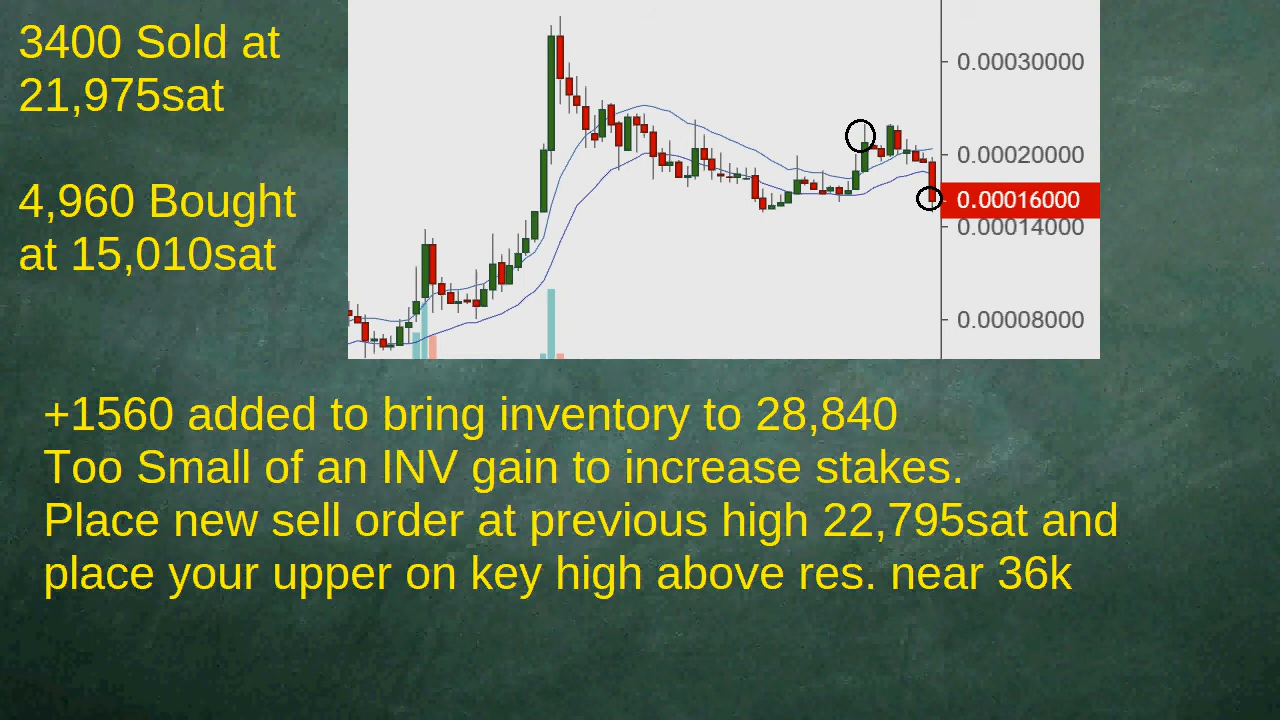 3400 Sold at
21,975sat
4,960 Bought
at 15,010sat
0.00030000
0.00020000
0.00016000
0.00014000
0.00008000
+1560 added to bring inventory to 28,840
Too Small of an INV gain to increase stakes.
Place new sell order at previous high 22,795sat and
place your upper on key high above res. near 36k